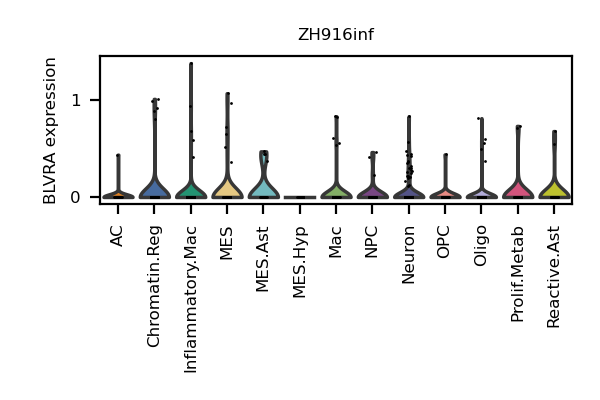 ZH916inf
BLVRA expression
1
0
AC
Chromatin.Reg
Inflammatory.Mac
MES
MES.Ast
MES.Hyp
Mac
NPC
Neuron
OPC
Oligo
Prolif.Metab
Reactive.Ast